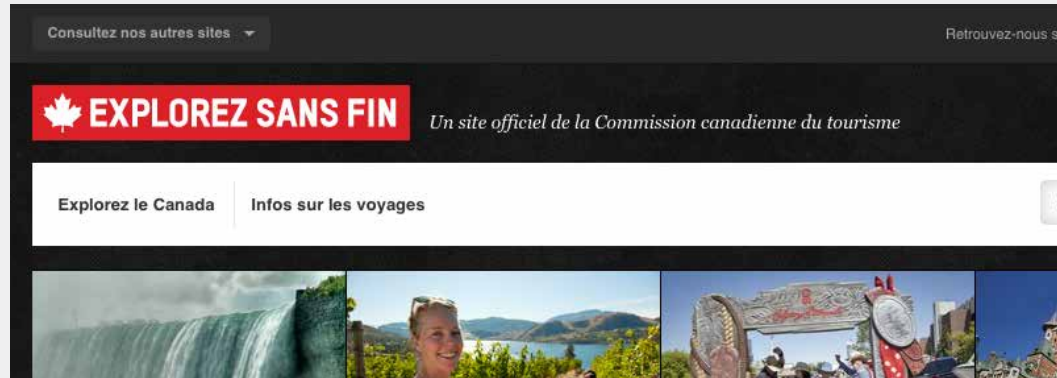 Consultez nos autres sites
Retrouvez-nous s
EXPLOREZ SANS FIN
Un site officiel de la Commission canadienne du tourisme
Explorez le Canada
Infos sur les voyages